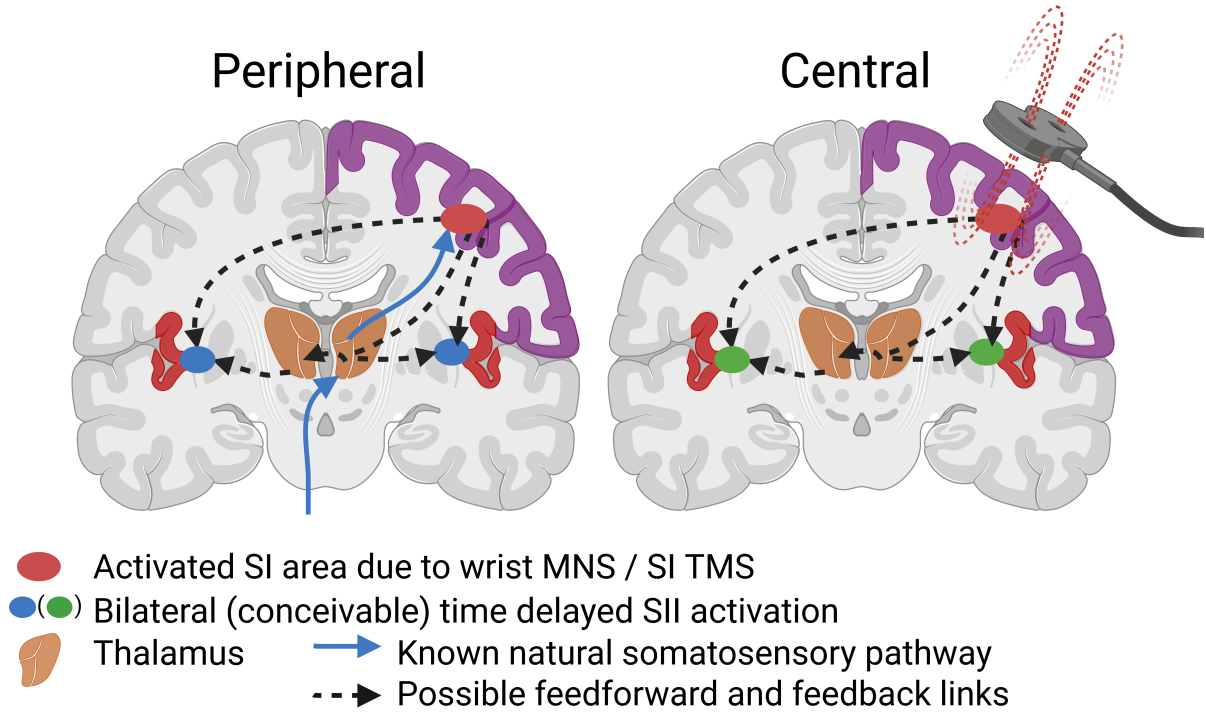 Peripheral
Central
Activated SI area due to wrist MNS / SI TMS
( ) Bilateral (conceivable) time delayed SII activation
Thalamus
Known natural somatosensory pathway
Possible feedforward and feedback links